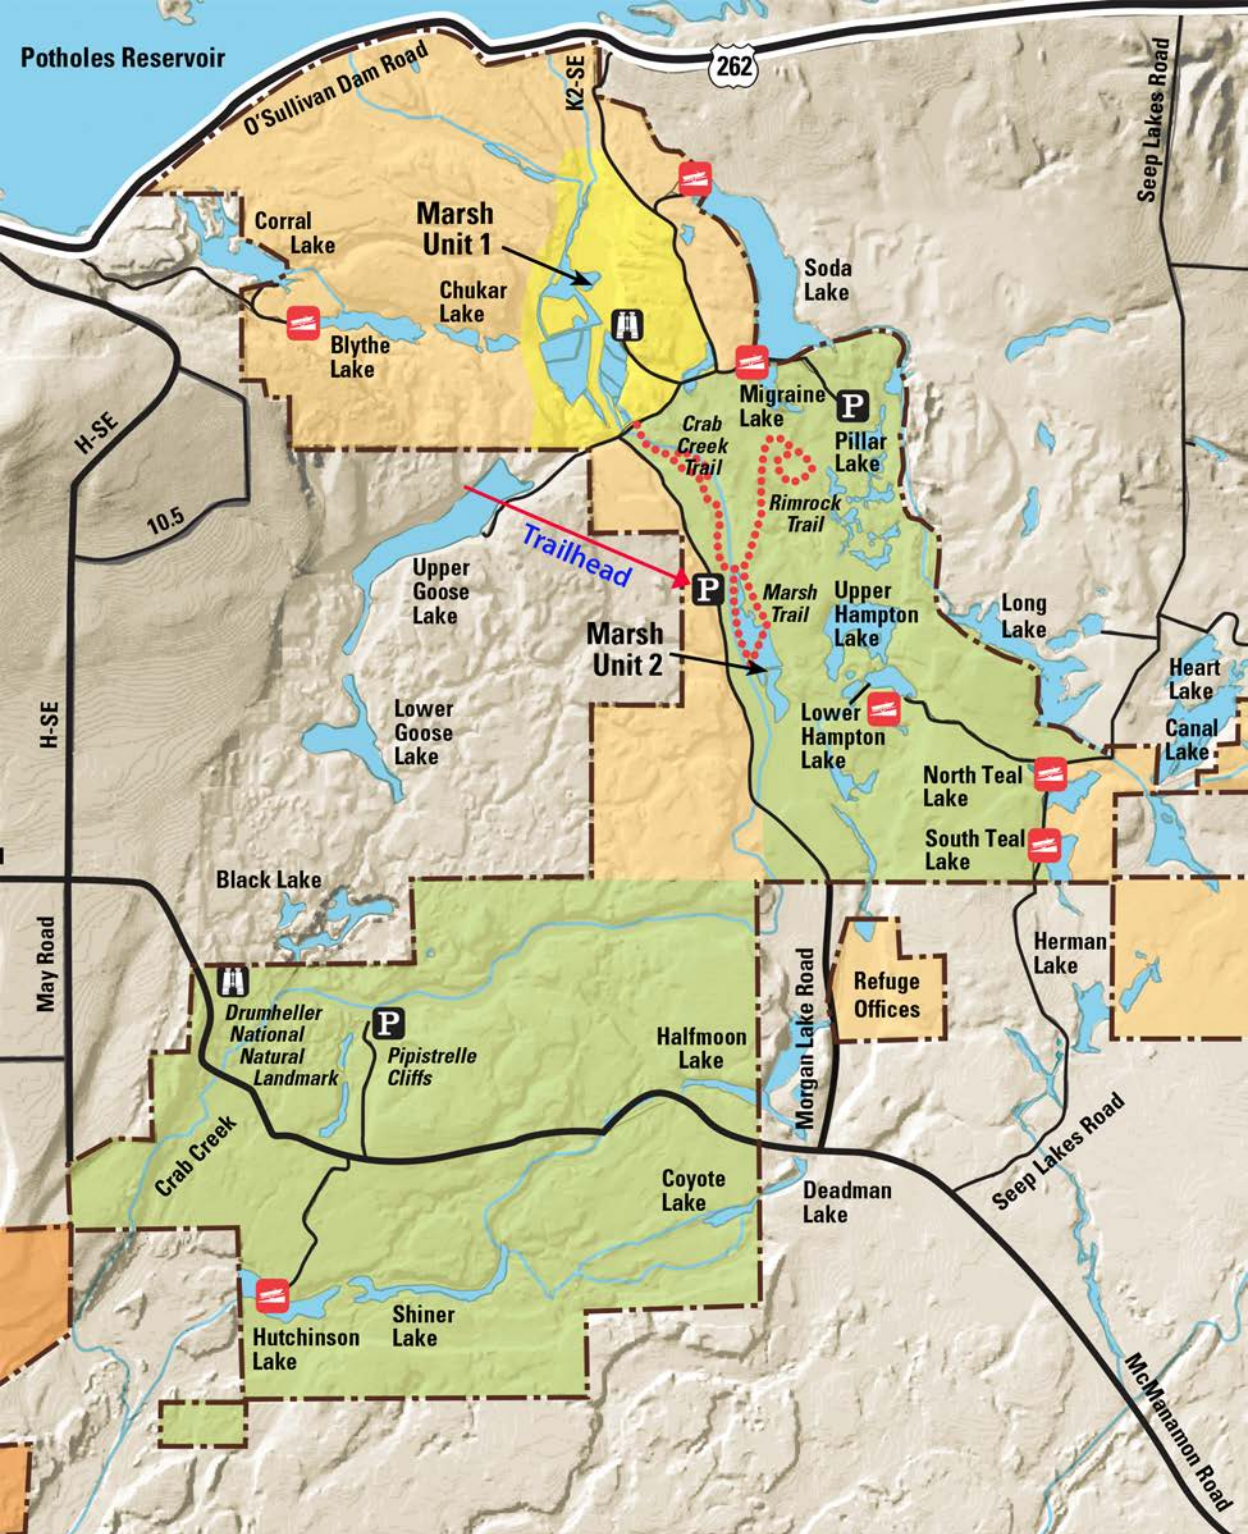 Potholes Reservoir
O'Sullivan Dam Road
K2-SE
262
Seep Lakes Road
Corral
Lake
Marsh
Unit 1
Chukar
Lake
Soda
Lake
Blythe
Lake
H-SE
10.5
Migraine
Lake
P
Crab
Creek
Trail
Pillar
Lake
Rimrock
Trail
Trailhead
Upper
Goose
Lake
P
Marsh
Trail
Upper
Hampton
Lake
Long
Lake
Marsh
Unit 2
Heart
Lake
H-SE
Lower
Goose
Lake
Lower
Hampton
Lake
Canal
Lake
North Teal
Lake
South Teal
Lake
Black Lake
May Road
Herman
Lake
Refuge
Offices
Morgan Lake Road
Drumheller
National
Natural
Landmark
P
Pipistrelle
Cliffs
Halfmoon
Lake
Crab Creek
Seep Lakes Road
Coyote
Lake
Deadman
Lake
Shiner
Lake
Hutchinson
Lake
McManamon Road